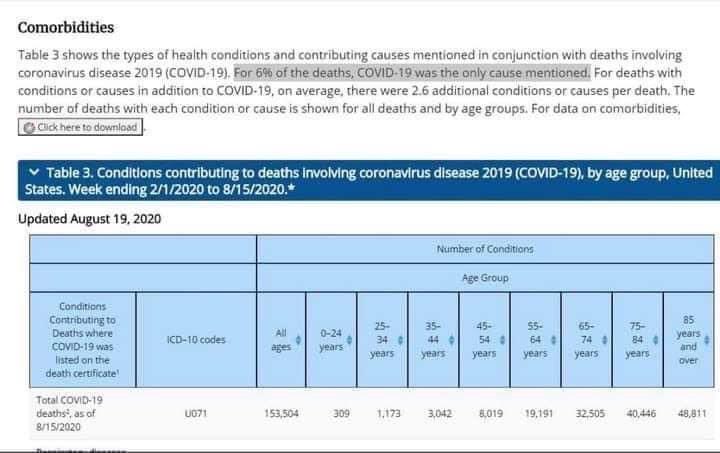 Comorbidities
Table 3 shows the types of health conditions and contributing causes mentioned in conjunction with deaths involving
coronavirus disease 2019 (COVID-19). For 6% of the deaths, COVID-19 was the only cause mentioned. For deaths with
conditions or causes in addition to COVID-19, on average, there were 2.6 additional conditions or causes per death. The
number of deaths with each condition or cause is shown for all deaths and by age groups. For data on comorbidities,
Click here to download.
Table 3. Conditions contributing to deaths involving coronavirus disease 2019 (COVID-19), by age group, United
States. Week ending 2/1/2020 to 8/15/2020.*
Updated August 19, 2020
Number of Conditions
Age Group
Conditions
Contributing to
Deaths where
COVID-19 was
listed on the
death certificate¹
ICD-10 codes
All
ages
0-24
years
25-
34
years
35-
44
years
45-
54
years
55-
64
years
65-
74
years
75-
84
years
85
years
and
over
Total COVID-19
deaths², as of
8/15/2020
U071
153,504
309
1,173
3,042
8,019
19,191
32,505
40,446
48,811